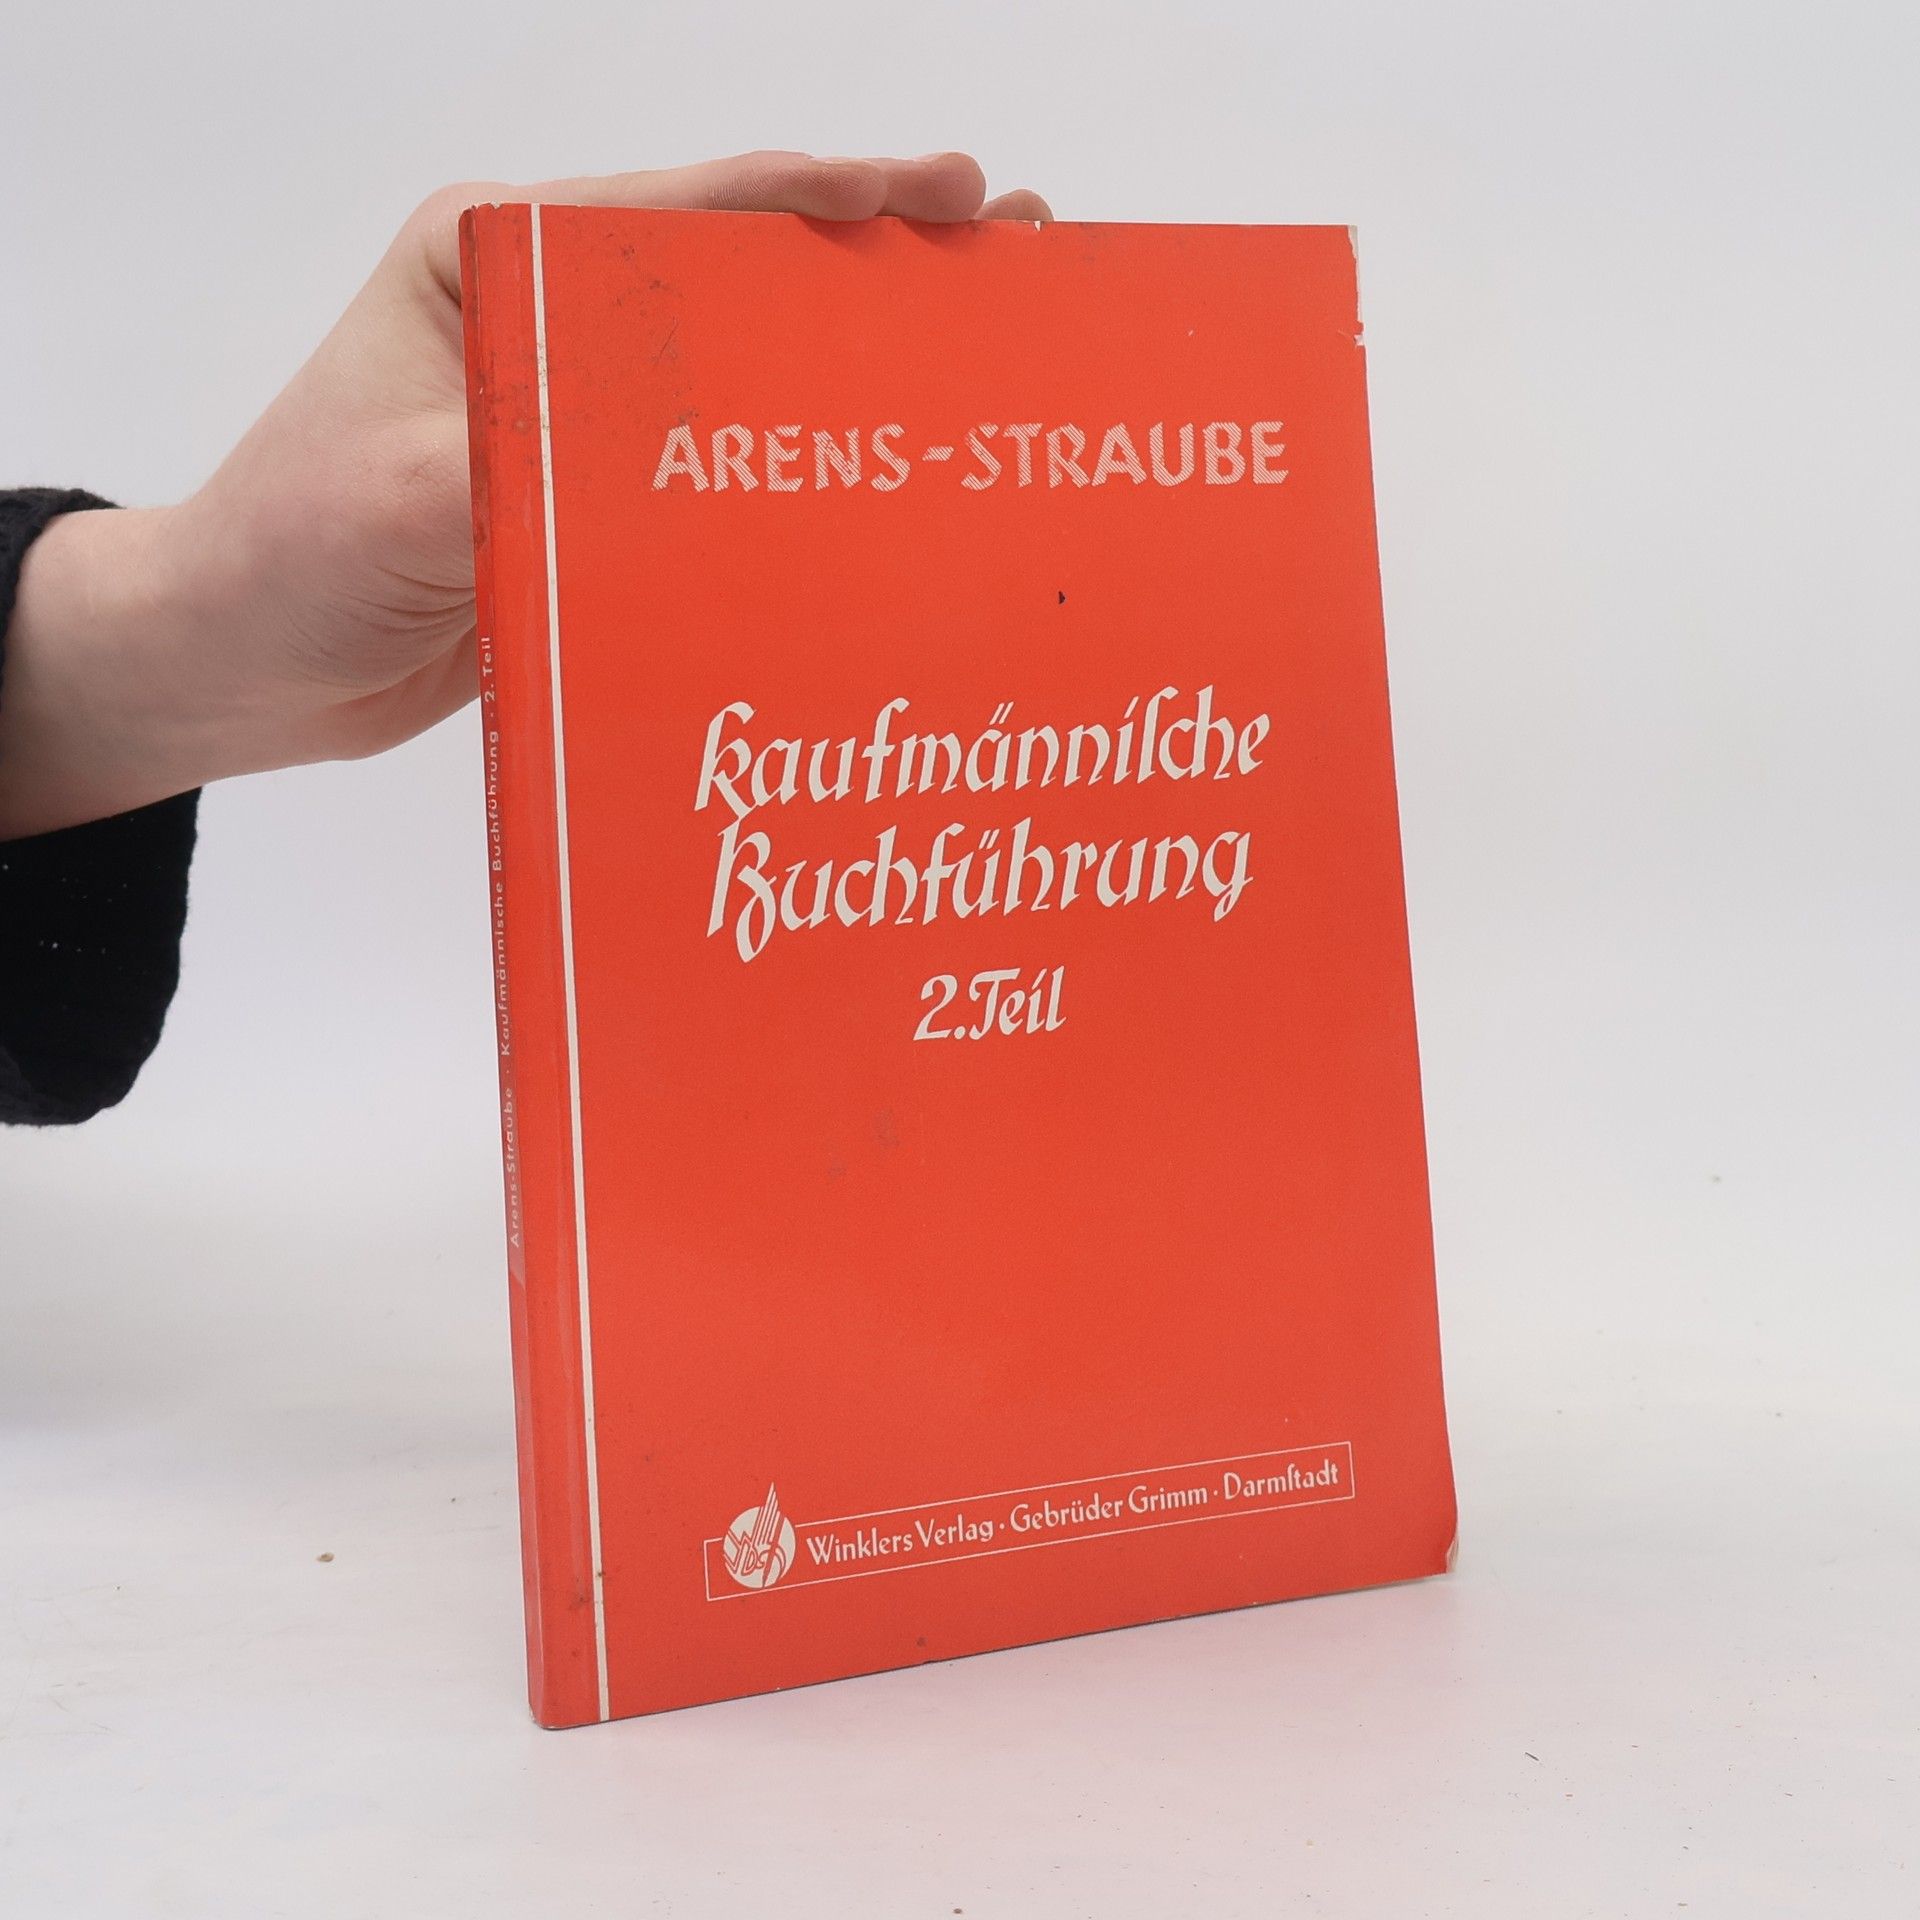 ARENS-STRAUBE
Kaufmänniſche
Buchführung
2. Teil
Winklers Verlag · Gebrüder Grimm · Darmſtadt
Arens-Straube · Kaufmännische Buchführung · 2. Teil